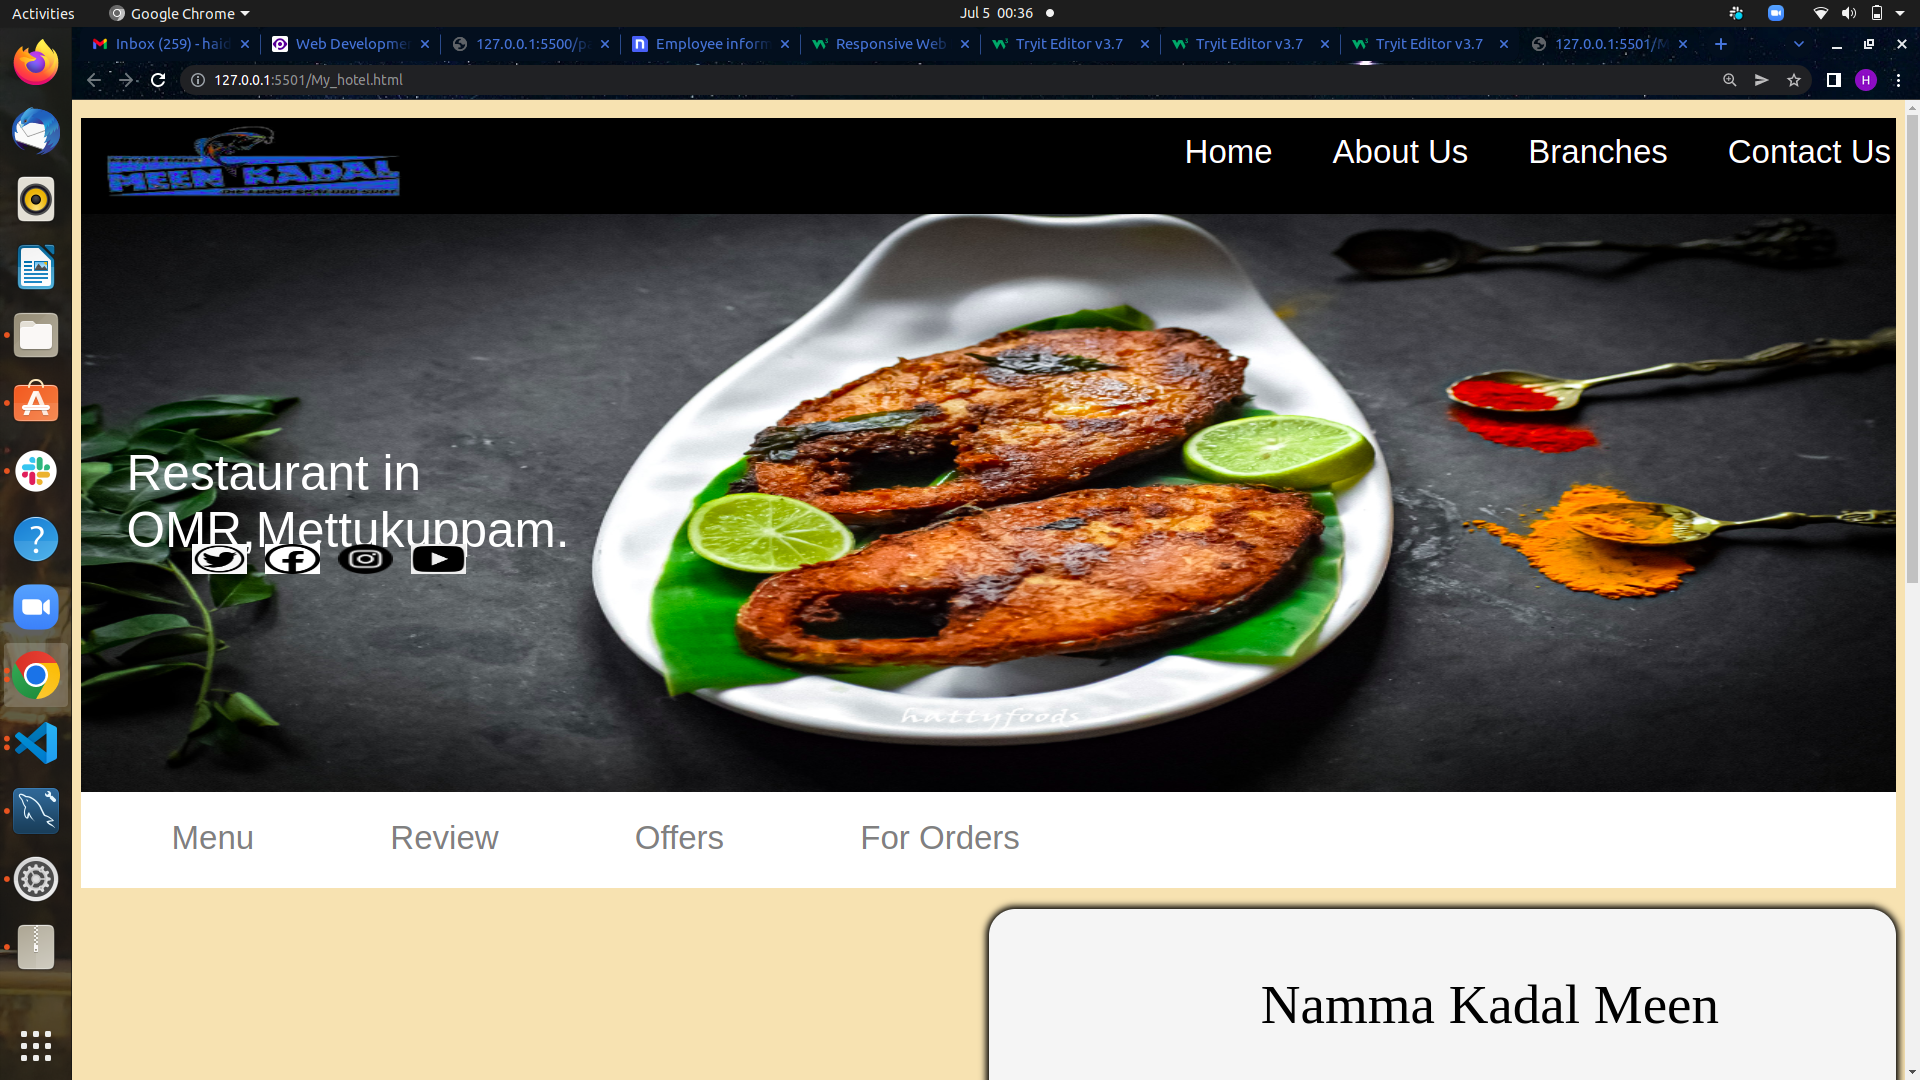 Activities
Google Chrome
Jul 5 00:36
Inbox (259) - haid
Web Developmen
127.0.0.1:5500/pa
Employee inform
Responsive Web
Tryit Editor v3.7
Tryit Editor v3.7
Tryit Editor v3.7
127.0.0.1:5501/M
127.0.0.1:5501/My_hotel.html
H
MEEN KADAL
Home
About Us
Branches
Contact Us
Restaurant in
OMR,Mettukuppam.
hattyfoods
Menu
Review
Offers
For Orders
Namma Kadal Meen